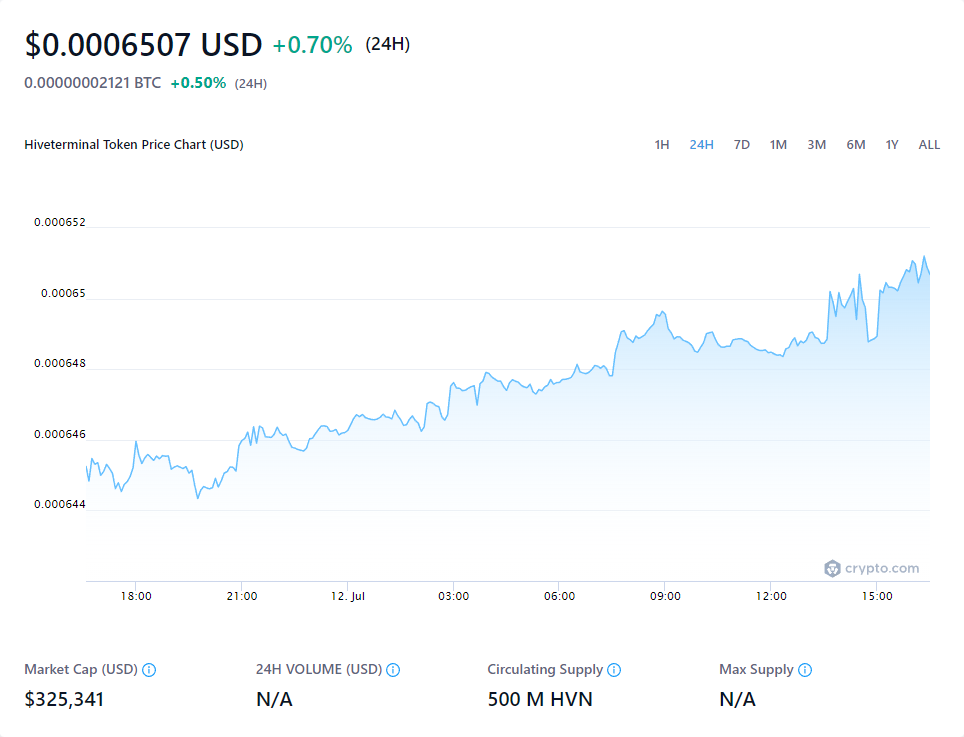 $0.0006507 USD +0.70% (24H)
0.00000002121 BTC +0.50% (24H)
Hiveterminal Token Price Chart (USD) 1H 24H 7D 1M 3M 6M 1Y ALL
0.000652
0.00065
0.000648
0.000646
0.000644
crypto.com
18:00 21:00 12. Jul 03:00 06:00 09:00 12:00 15:00
Market Cap (USD) 24H VOLUME (USD) Circulating Supply Max Supply
$325,341 N/A 500 M HVN N/A